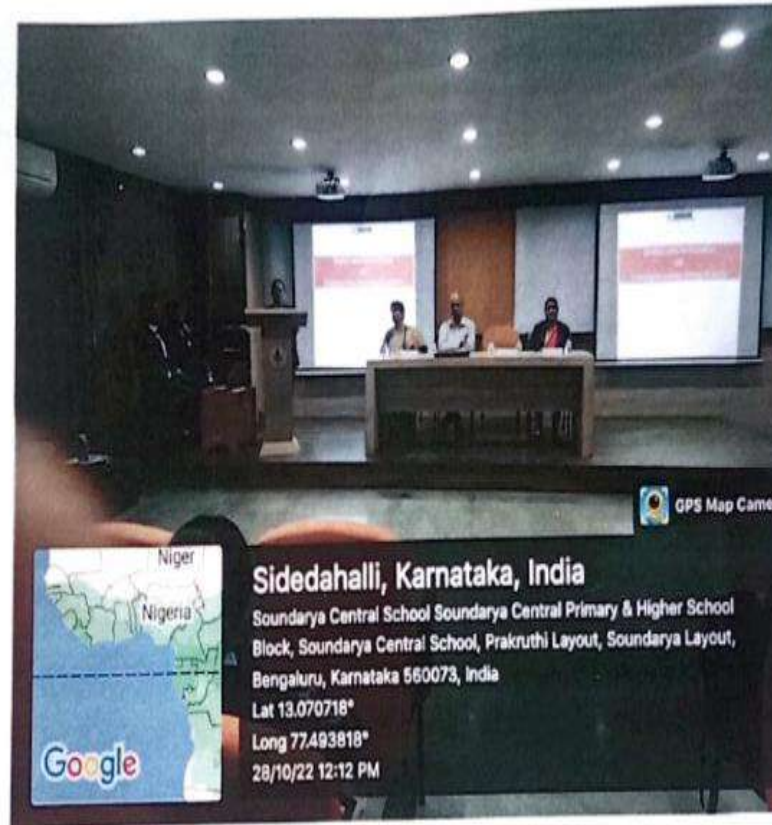 GPS Map Came
Niger
Nigeria
Google
Sidedahalli, Karnataka, India
Soundarya Central School Soundarya Central Primary & Higher School
Block, Soundarya Central School, Prakruthi Layout, Soundarya Layout,
Bengaluru, Karnataka 560073, India
Lat 13.070718°
Long 77.493818°
28/10/22 12:12 PM